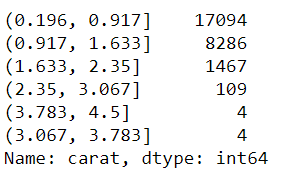 (0.196, 0.917]    17094
(0.917, 1.633]     8286
(1.633, 2.35]      1467
(2.35, 3.067]       109
(3.783, 4.5]          4
(3.067, 3.783]        4
Name: carat, dtype: int64